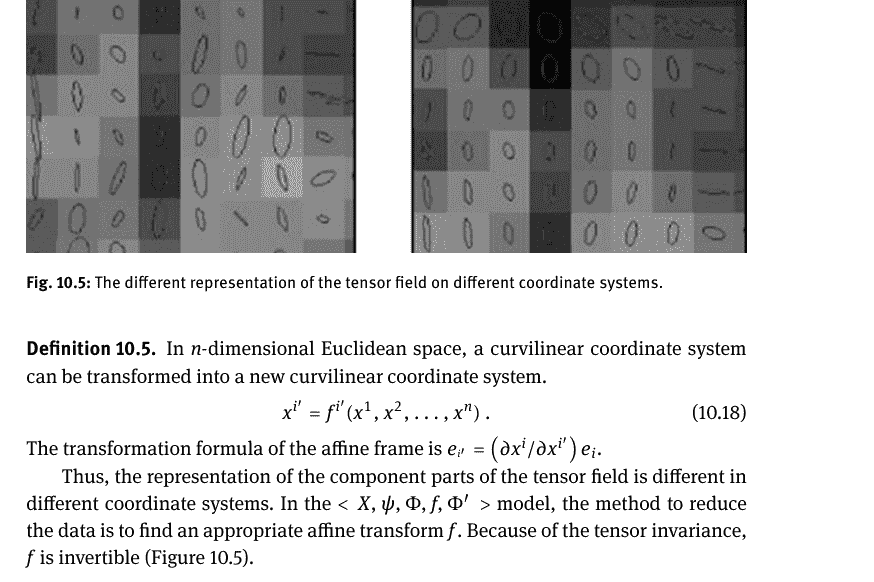 Fig. 10.5: The different representation of the tensor field on different coordinate systems.
Definition 10.5. In n-dimensional Euclidean space, a curvilinear coordinate system
can be transformed into a new curvilinear coordinate system.
x^{i′} = f^{i′}(x^1, x^2, . . . , x^n) . (10.18)
The transformation formula of the affine frame is e_{i′} = (∂x^i/∂x^{i′}) e_i.
Thus, the representation of the component parts of the tensor field is different in
different coordinate systems. In the < X, ψ, Φ, f, Φ′ > model, the method to reduce
the data is to find an appropriate affine transform f. Because of the tensor invariance,
f is invertible (Figure 10.5).